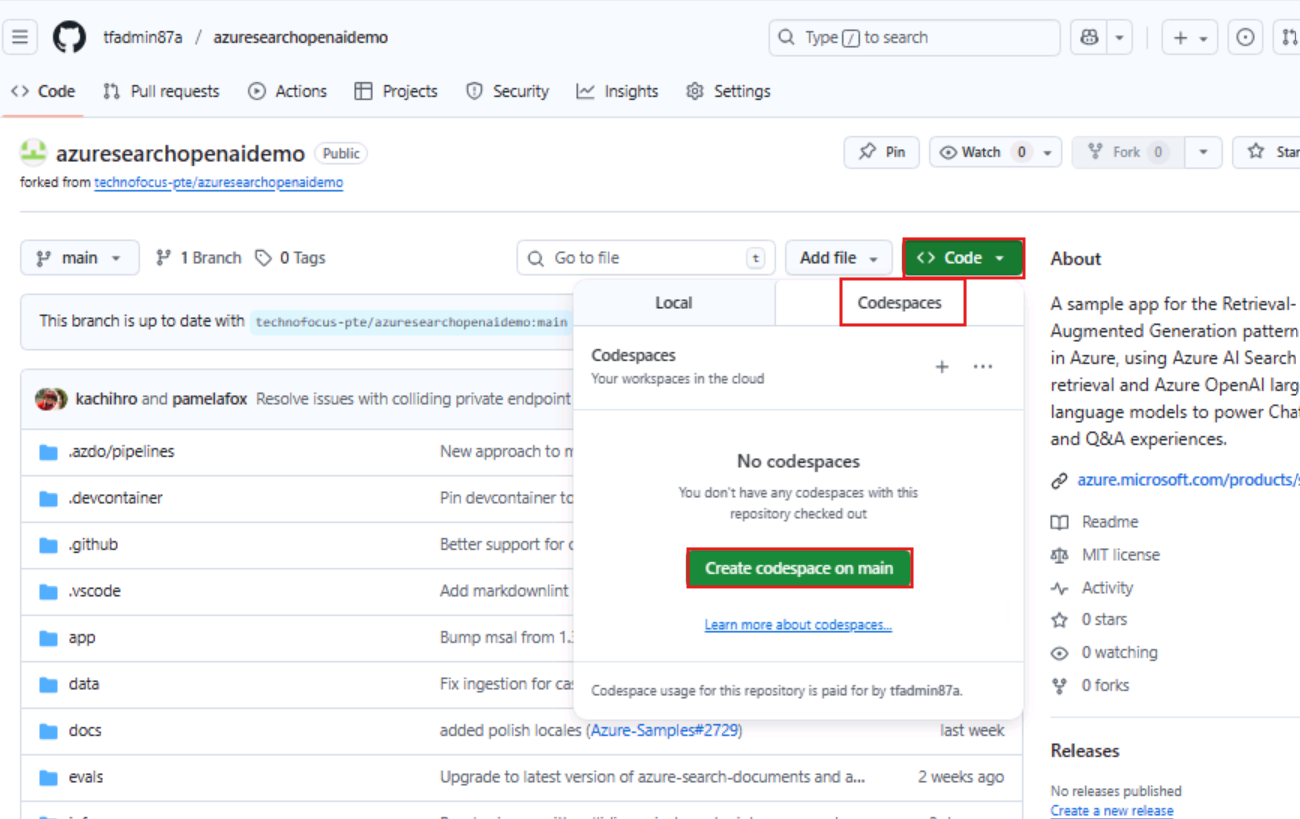 tfadmin87a / azuresearchopenaidemo
Type / to search
Code Pull requests Actions Projects Security Insights Settings
azuresearchopenaidemo Public
Pin Watch 0 Fork 0
forked from technofocus-pte/azuresearchopenaidemo
main 1 Branch 0 Tags Go to file t Add file Code
Local Codespaces
This branch is up to date with technofocus-pte/azuresearchopenaidemo:main
Codespaces
Your workspaces in the cloud
kachihro and pamelafox Resolve issues with colliding private endpoint
.azdo/pipelines New approach to
.devcontainer Pin devcontainer to
.github Better support for
.vscode Add markdownlint
app Bump msal from
data Fix ingestion for
docs added polish locales (Azure-Samples#2729) last week
evals Upgrade to latest version of azure-search-documents and a... 2 weeks ago
No codespaces
You don't have any codespaces with this
repository checked out
Create codespace on main
Learn more about codespaces...
Codespace usage for this repository is paid for by tfadmin87a.
About
A sample app for the Retrieval-
Augmented Generation pattern
in Azure, using Azure AI Search
retrieval and Azure OpenAI
language models to power
and Q&A experiences.
azure.microsoft.com/products/
Readme
MIT license
Activity
0 stars
0 watching
0 forks
Releases
No releases published
Create a new release